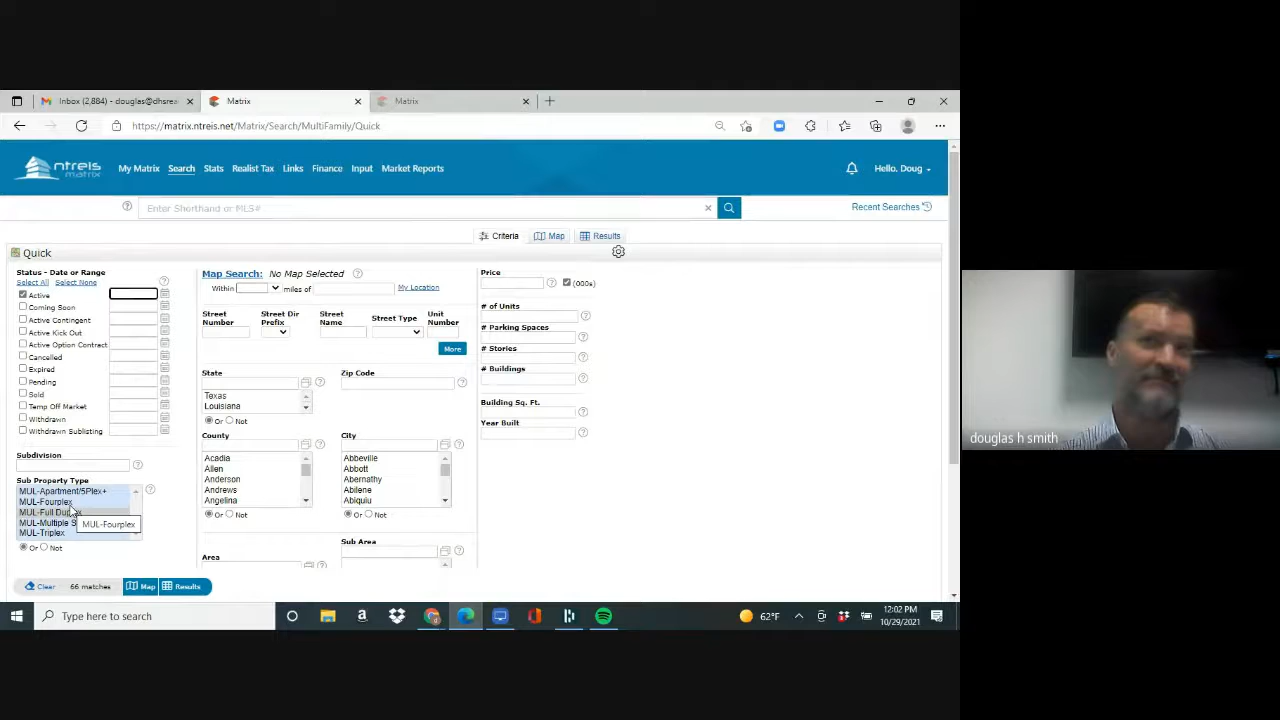 Inbox (2,884) - douglas@dhsrea
Matrix
Matrix
https://matrix.ntreis.net/Matrix/Search/MultiFamily/Quick
ntreis
matrix
My Matrix
Search
Stats
Realist Tax
Links
Finance
Input
Market Reports
Hello, Doug
Enter Shorthand or MLS#
Recent Searches
Criteria
Map
Results
Quick
Status - Date or Range
Select All
Select None
Active
Coming Soon
Active Contingent
Active Kick Out
Active Option Contract
Cancelled
Expired
Pending
Sold
Temp Off Market
Withdrawn
Withdrawn Sublisting
Subdivision
Sub Property Type
MUL-Apartment/5Plex+
MUL-Fourplex
MUL-Full Duplex
MUL-Multiple S
MUL-Triplex
MUL-Fourplex
Or
Not
Map Search:
No Map Selected
Within
miles of
My Location
Street Number
Street Dir Prefix
Street Name
Street Type
Unit Number
More
State
Texas
Louisiana
Or
Not
Zip Code
County
Acadia
Allen
Anderson
Andrews
Angelina
Or
Not
City
Abbeville
Abbott
Abernathy
Abilene
Abiquiu
Or
Not
Area
Sub Area
Price
(000s)
# of Units
# Parking Spaces
# Stories
# Buildings
Building Sq. Ft.
Year Built
Clear
66 matches
Map
Results
douglas h smith
Type here to search
62°F
12:02 PM
10/29/2021